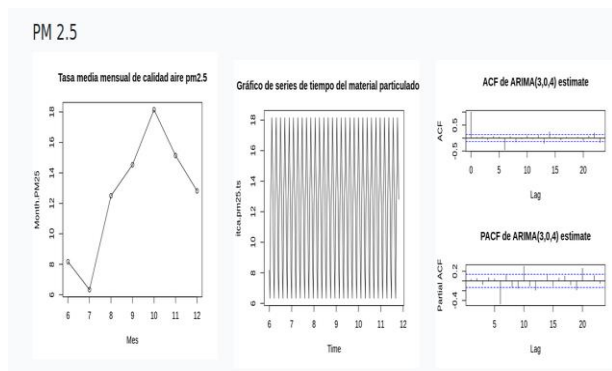 PM 2.5
Tasa media mensual de calidad aire pm2.5
Month.PM25
6 8 10 12 14 16 18
6 7 8 9 10 11 12
Mes
Gráfico de series de tiempo del material particulado
itca.pm25.ts
6 8 10 12 14 16 18
6 7 8 9 10 11 12
Time
ACF de ARIMA(3,0,4) estimate
ACF
-0.5 0.5
0 5 10 15 20
Lag
PACF de ARIMA(3,0,4) estimate
Partial ACF
-0.4 0.2
5 10 15 20
Lag